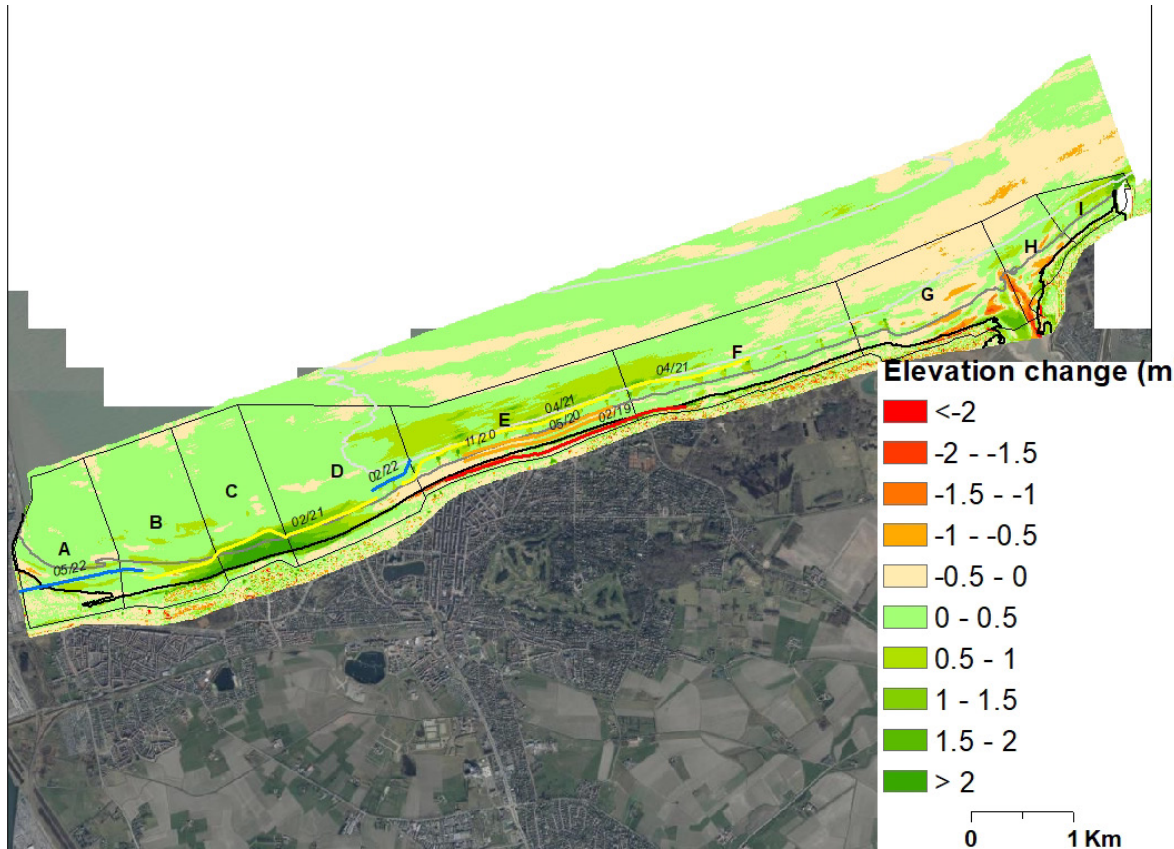 I
H
G
F
04/21
04/21
E
02/19
05/20
11/20
D
02/22
C
02/21
B
A
05/22
Elevation change (m
<-2
-2 - -1.5
-1.5 - -1
-1 - -0.5
-0.5 - 0
0 - 0.5
0.5 - 1
1 - 1.5
1.5 - 2
> 2
0 1 Km